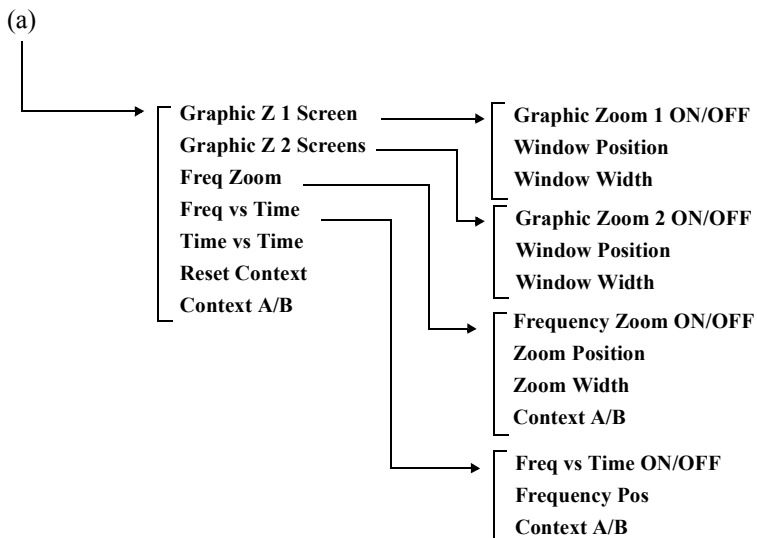 (a)
Graphic Z 1 Screen
Graphic Z 2 Screens
Freq Zoom
Freq vs Time
Time vs Time
Reset Context
Context A/B
Graphic Zoom 1 ON/OFF
Window Position
Window Width
Graphic Zoom 2 ON/OFF
Window Position
Window Width
Frequency Zoom ON/OFF
Zoom Position
Zoom Width
Context A/B
Freq vs Time ON/OFF
Frequency Pos
Context A/B